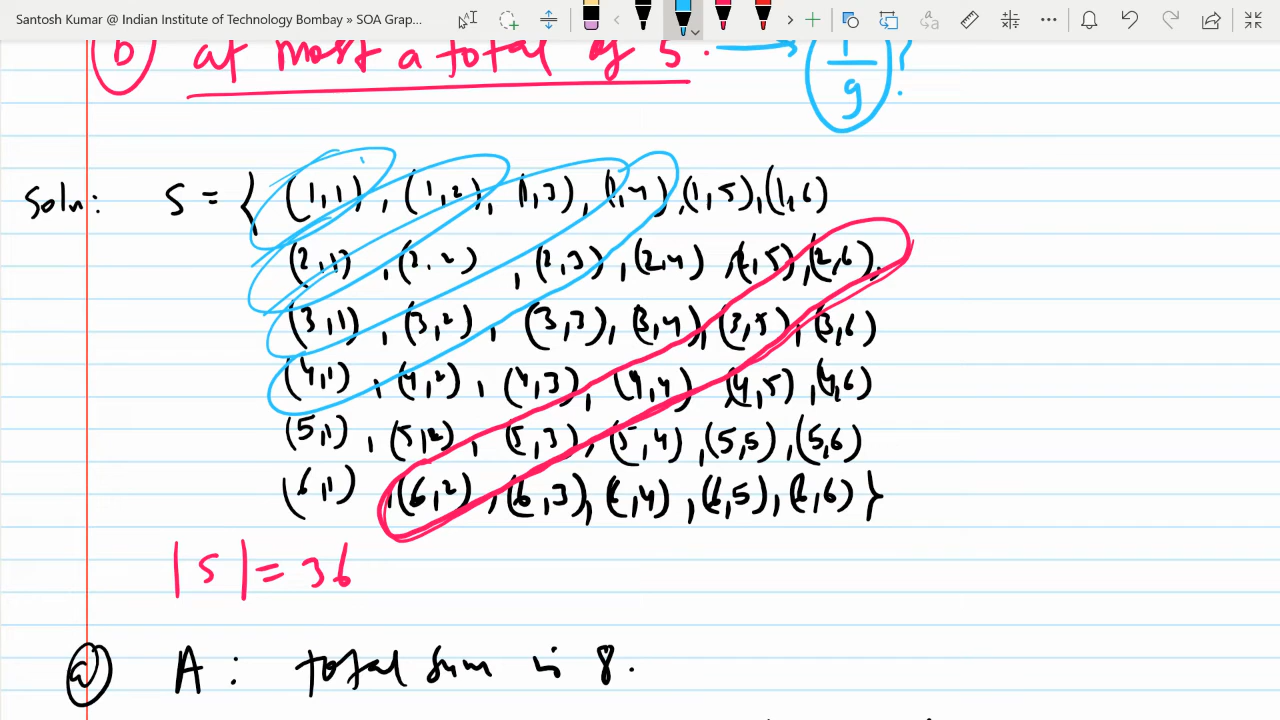 Santosh Kumar @ Indian Institute of Technology Bombay » SOA Grap...
(b) at most a total of 5. → 1/9 ?
Soln: S = { (1,1), (1,2), (1,3), (1,4), (1,5), (1,6)
(2,1), (2,2), (2,3), (2,4), (2,5), (2,6),
(3,1), (3,2), (3,3), (3,4), (3,5), (3,6)
(4,1), (4,2), (4,3), (4,4), (4,5), (4,6)
(5,1), (5,2), (5,3), (5,4), (5,5), (5,6)
(6,1), (6,2), (6,3), (6,4), (6,5), (6,6) }
|S| = 36
(a) A : total sum is 8.